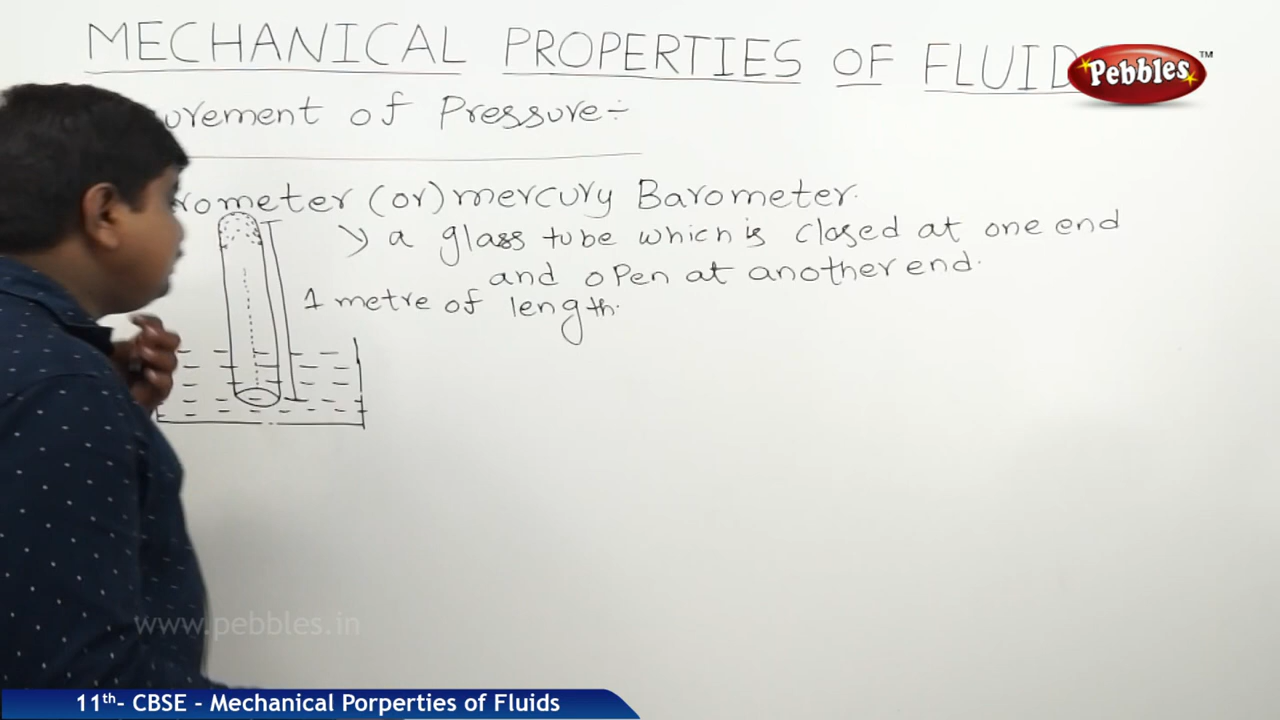 MECHANICAL PROPERTIES OF FLUID
Pebbles™
urement of Pressure÷
rometer (or) mercury Barometer.
a glass tube which is closed at one end
and open at another end.
1 metre of length.
www.pebbles.in
11th- CBSE - Mechanical Porperties of Fluids